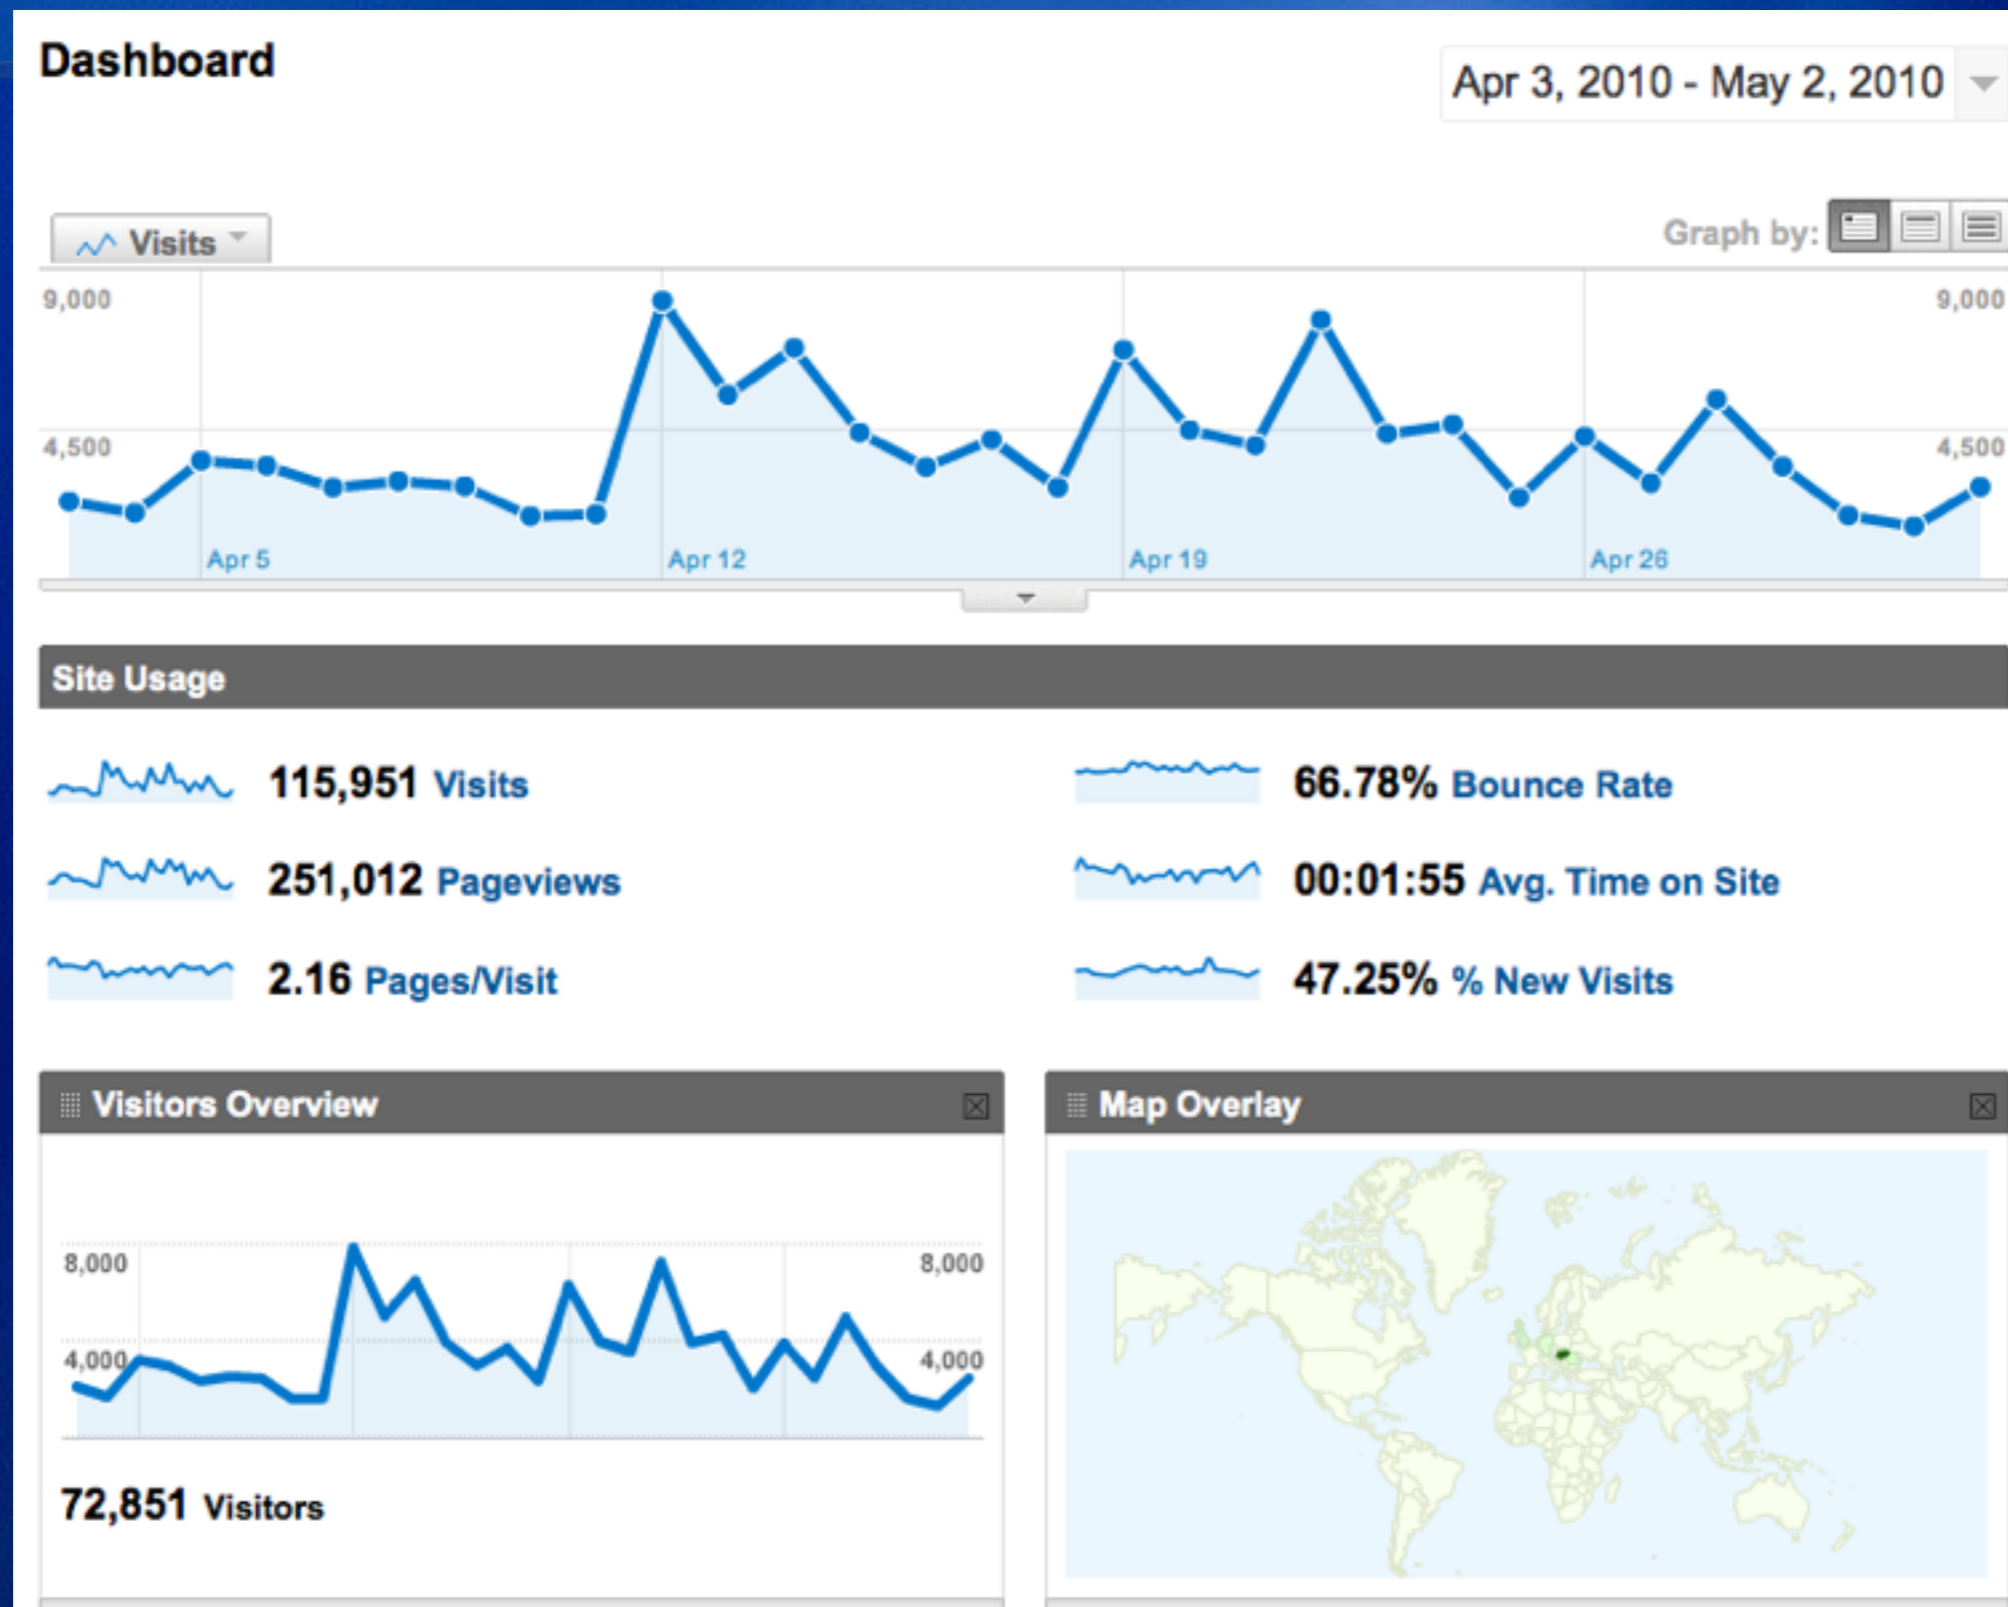 Dashboard
Apr 3, 2010 - May 2, 2010
Visits
Graph by:
9,000
9,000
4,500
4,500
Apr 5
Apr 12
Apr 19
Apr 26
Site Usage
115,951 Visits
66.78% Bounce Rate
251,012 Pageviews
00:01:55 Avg. Time on Site
2.16 Pages/Visit
47.25% % New Visits
Visitors Overview
Map Overlay
8,000
8,000
4,000
4,000
72,851 Visitors